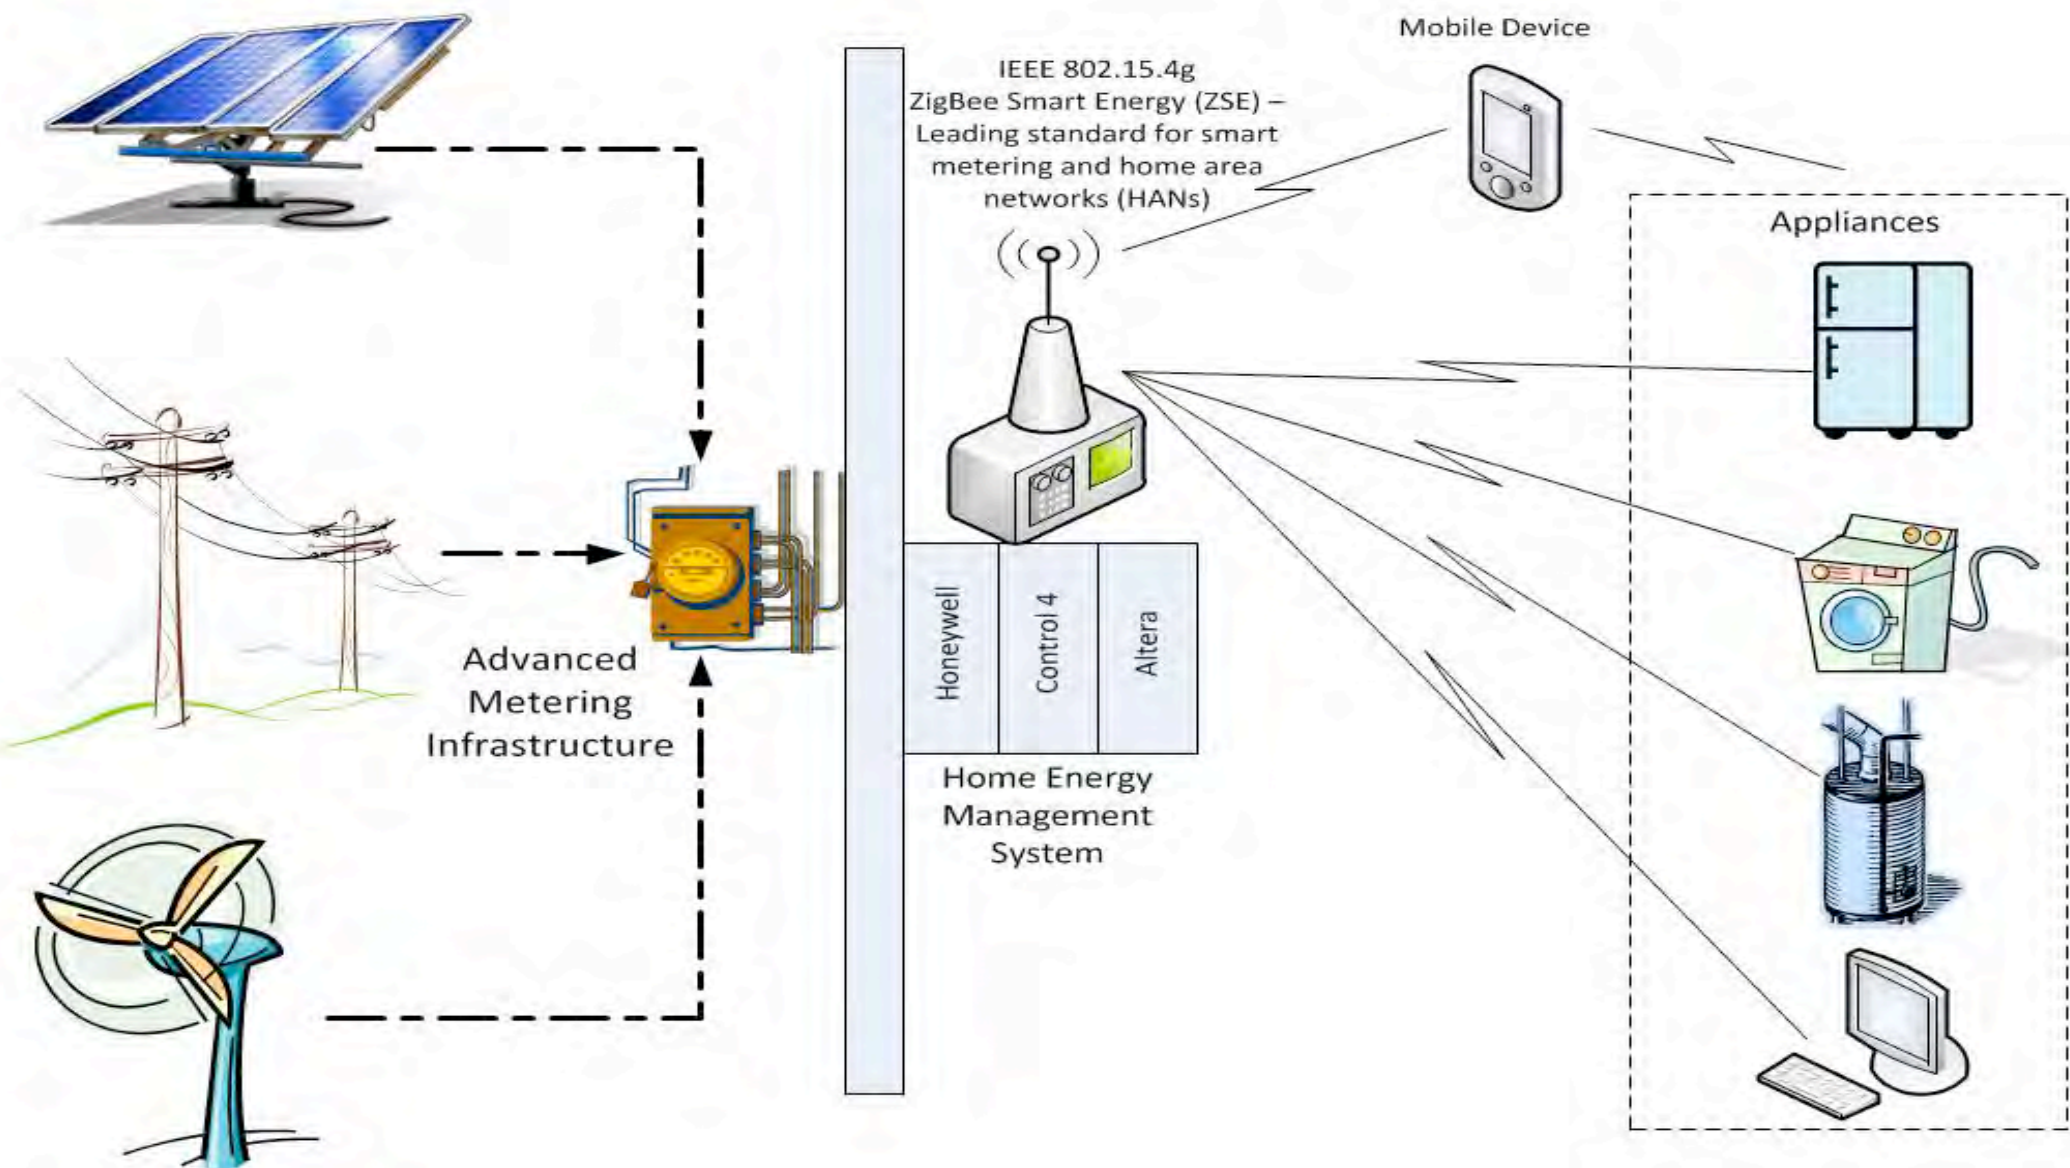 Mobile Device
IEEE 802.15.4g
ZigBee Smart Energy (ZSE) –
Leading standard for smart
metering and home area
networks (HANs)
Appliances
Advanced
Metering
Infrastructure
Honeywell
Control 4
Altera
Home Energy
Management
System